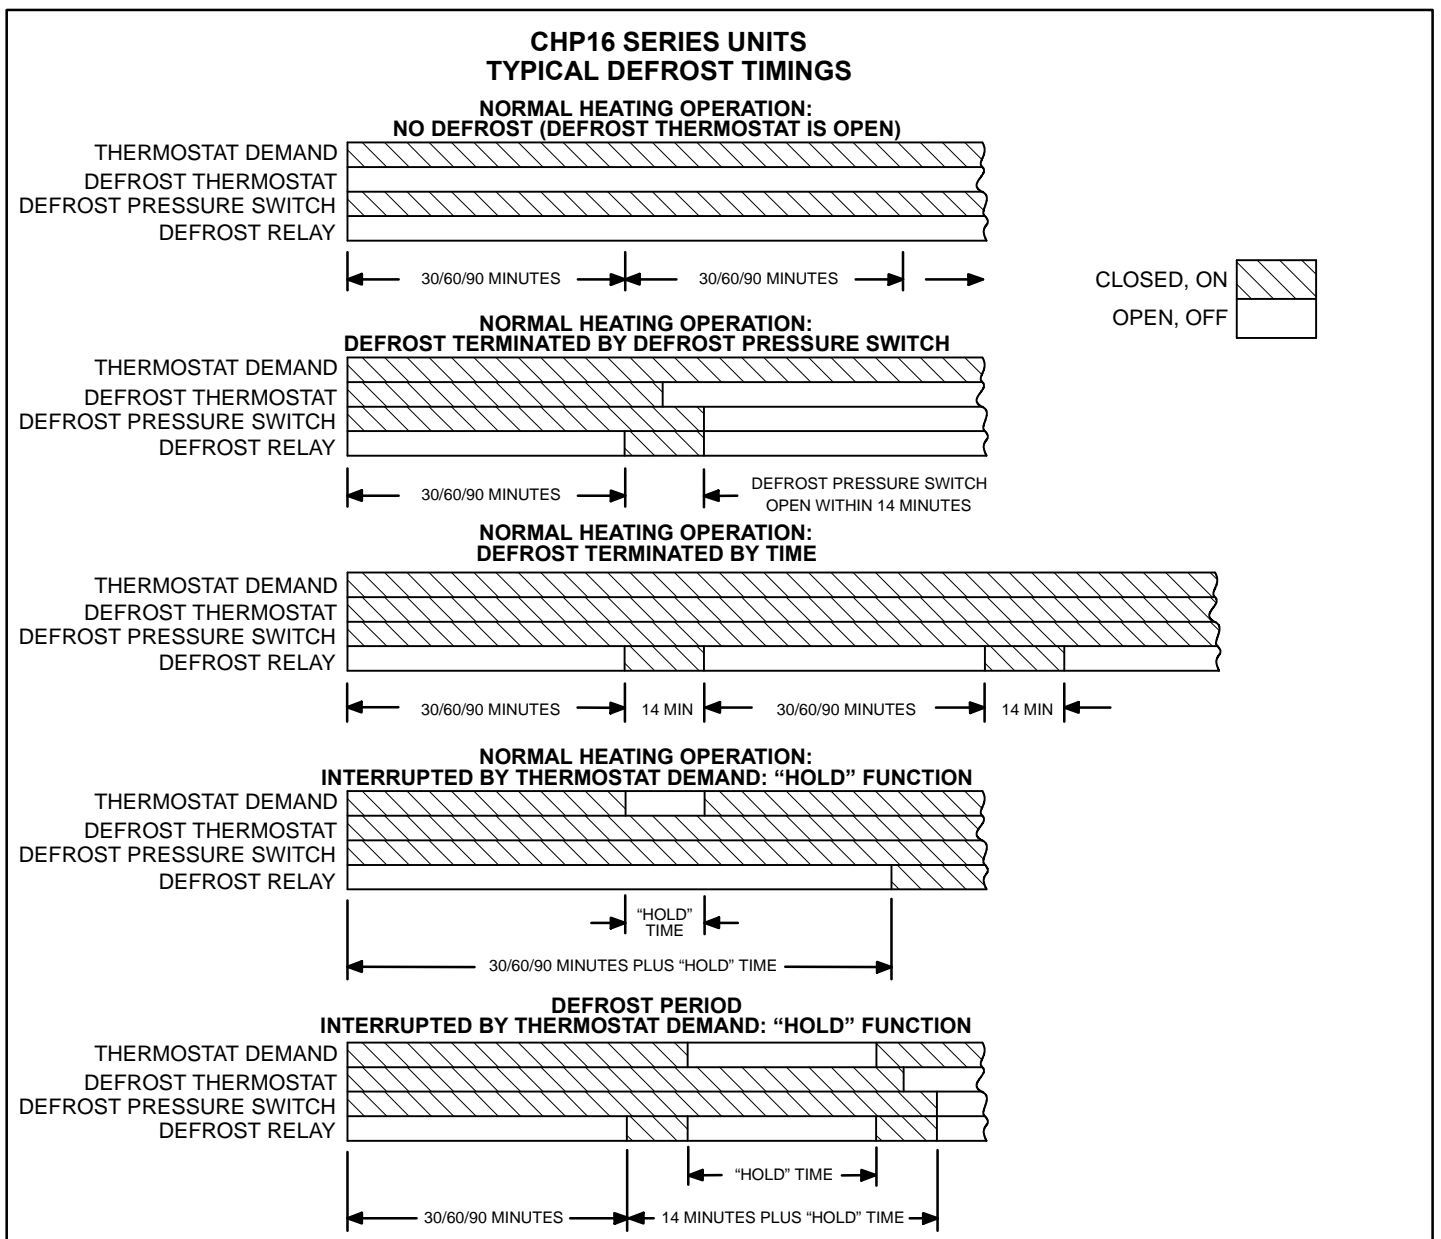 CHP16 SERIES UNITS
TYPICAL DEFROST TIMINGS
NORMAL HEATING OPERATION:
NO DEFROST (DEFROST THERMOSTAT IS OPEN)
THERMOSTAT DEMAND
DEFROST THERMOSTAT
DEFROST PRESSURE SWITCH
DEFROST RELAY
30/60/90 MINUTES
30/60/90 MINUTES
CLOSED, ON
OPEN, OFF
NORMAL HEATING OPERATION:
DEFROST TERMINATED BY DEFROST PRESSURE SWITCH
THERMOSTAT DEMAND
DEFROST THERMOSTAT
DEFROST PRESSURE SWITCH
DEFROST RELAY
30/60/90 MINUTES
DEFROST PRESSURE SWITCH
OPEN WITHIN 14 MINUTES
NORMAL HEATING OPERATION:
DEFROST TERMINATED BY TIME
THERMOSTAT DEMAND
DEFROST THERMOSTAT
DEFROST PRESSURE SWITCH
DEFROST RELAY
30/60/90 MINUTES
14 MIN
30/60/90 MINUTES
14 MIN
NORMAL HEATING OPERATION:
INTERRUPTED BY THERMOSTAT DEMAND: “HOLD” FUNCTION
THERMOSTAT DEMAND
DEFROST THERMOSTAT
DEFROST PRESSURE SWITCH
DEFROST RELAY
“HOLD”
TIME
30/60/90 MINUTES PLUS “HOLD” TIME
DEFROST PERIOD
INTERRUPTED BY THERMOSTAT DEMAND: “HOLD” FUNCTION
THERMOSTAT DEMAND
DEFROST THERMOSTAT
DEFROST PRESSURE SWITCH
DEFROST RELAY
“HOLD” TIME
30/60/90 MINUTES
14 MINUTES PLUS “HOLD” TIME